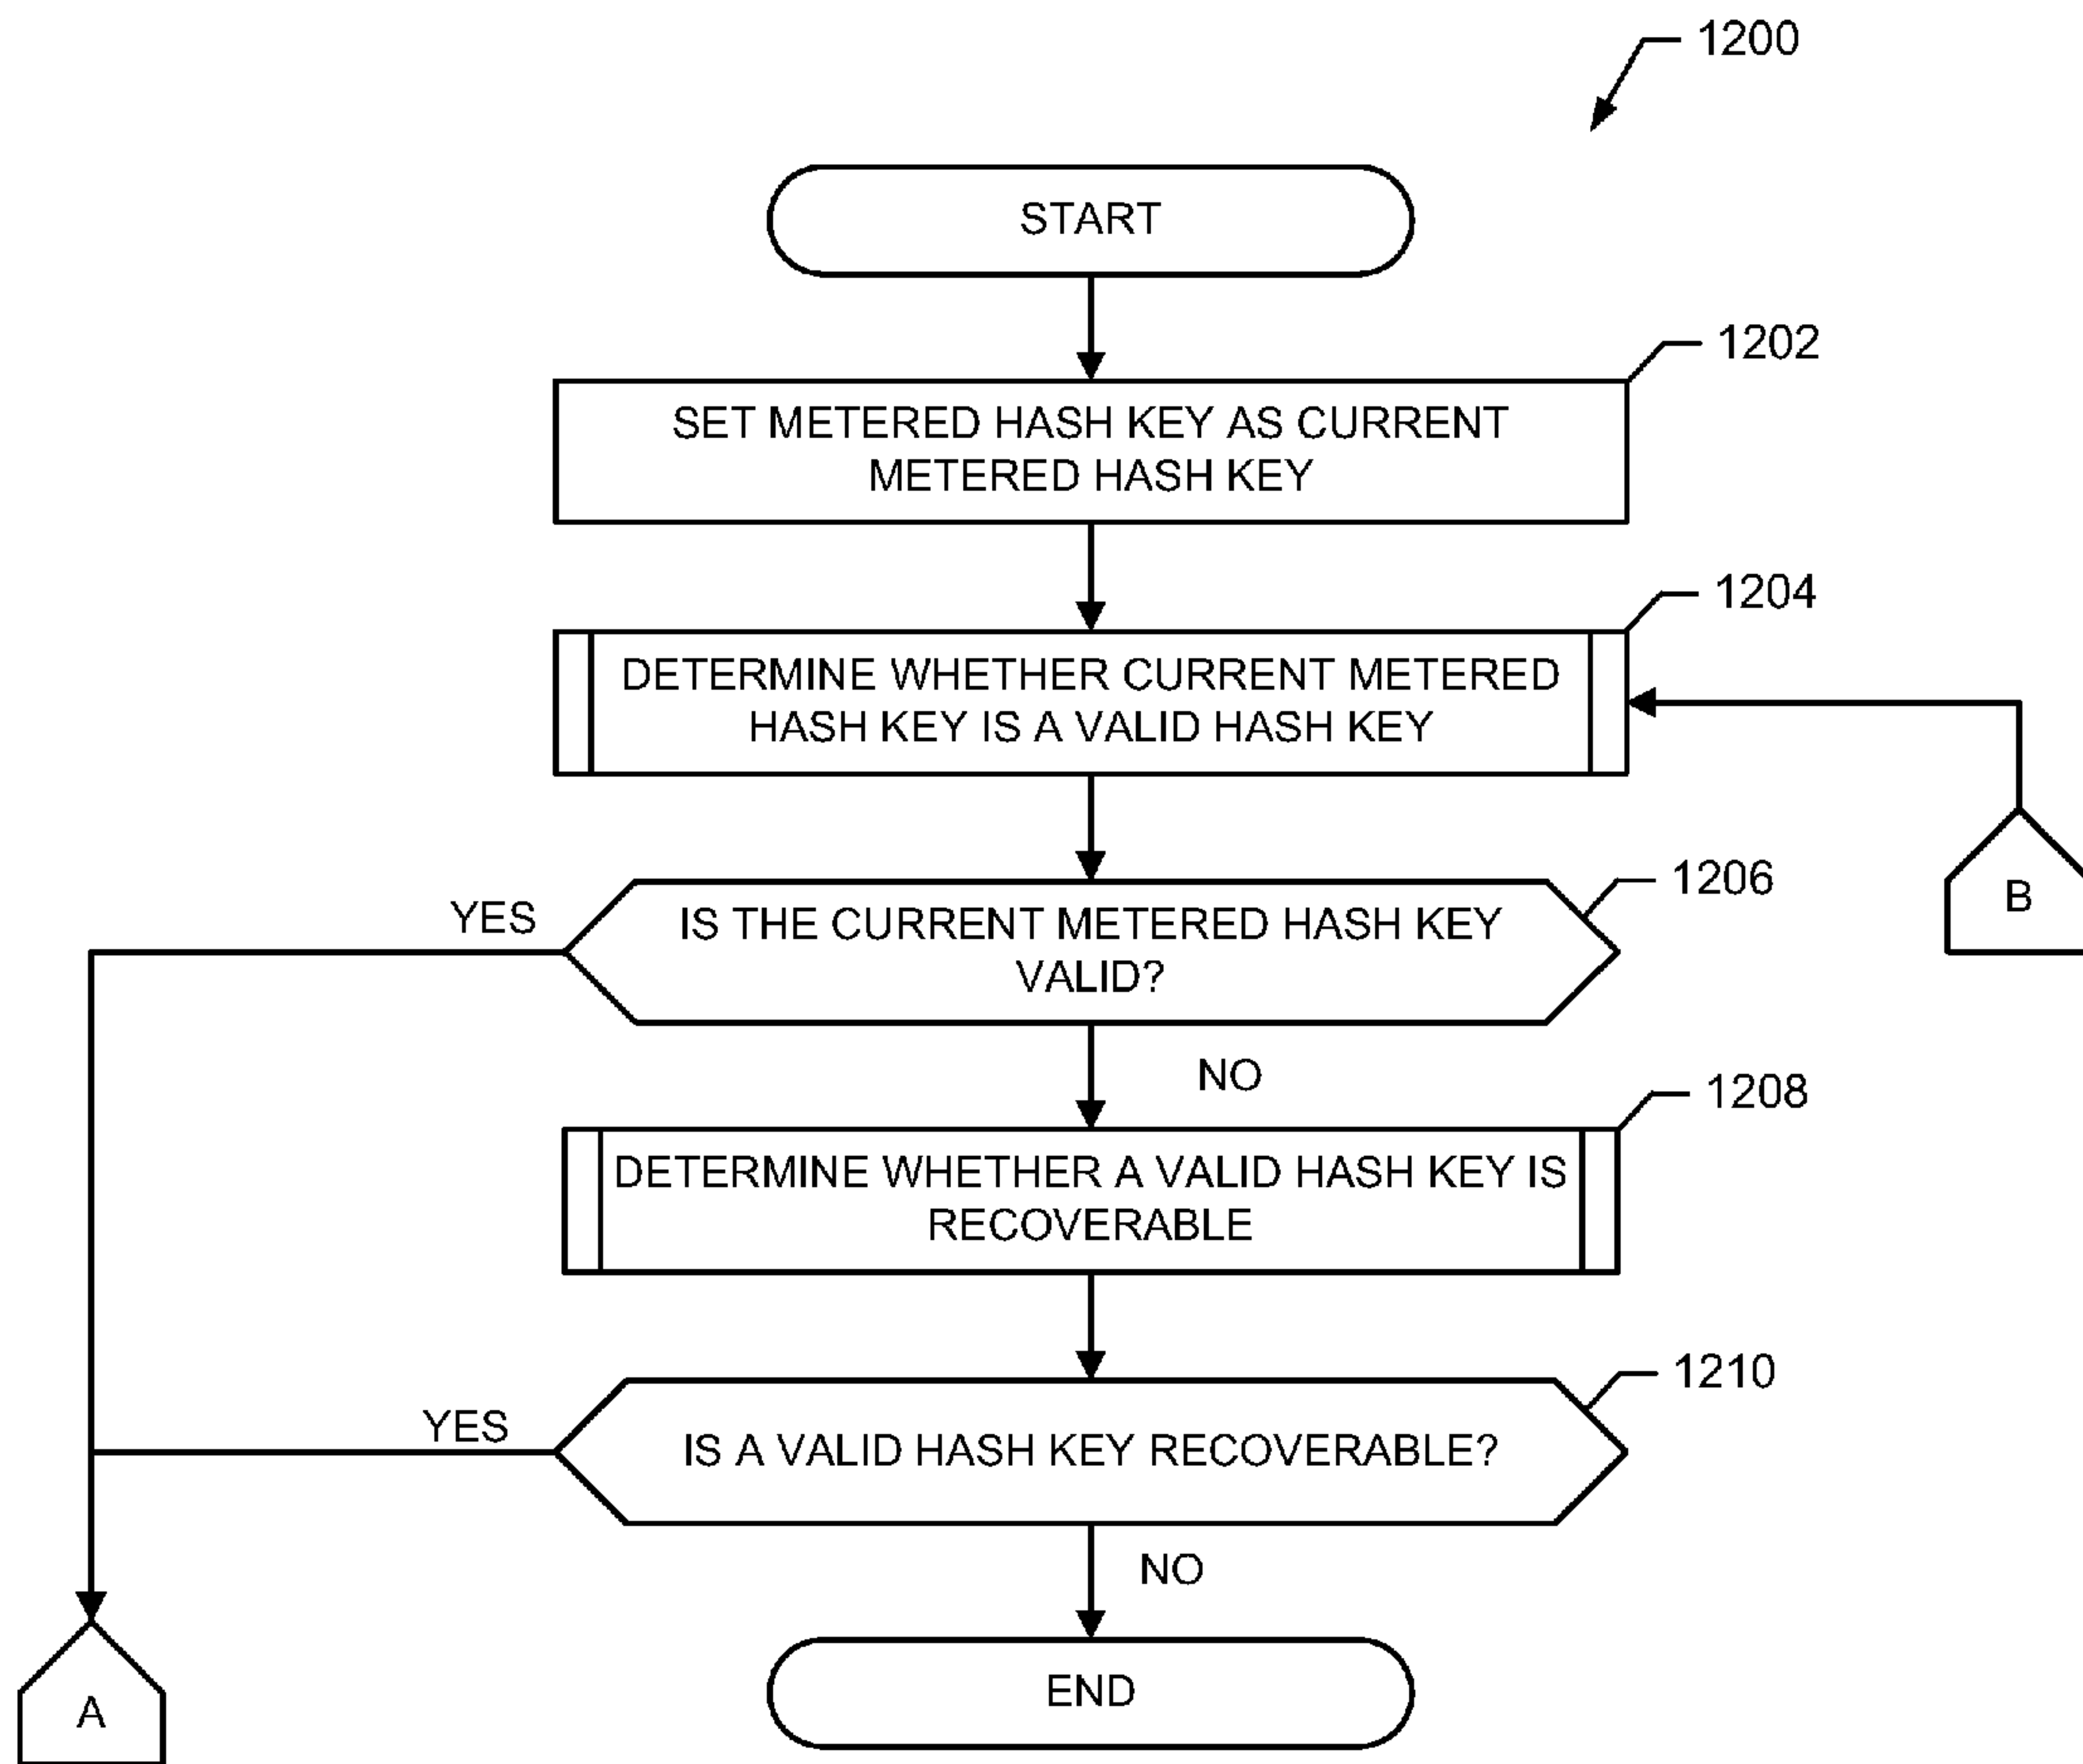 1200
START
1202
SET METERED HASH KEY AS CURRENT
METERED HASH KEY
1204
DETERMINE WHETHER CURRENT METERED
HASH KEY IS A VALID HASH KEY
1206
YES
IS THE CURRENT METERED HASH KEY
VALID?
B
NO
1208
DETERMINE WHETHER A VALID HASH KEY IS
RECOVERABLE
1210
YES
IS A VALID HASH KEY RECOVERABLE?
NO
END
A